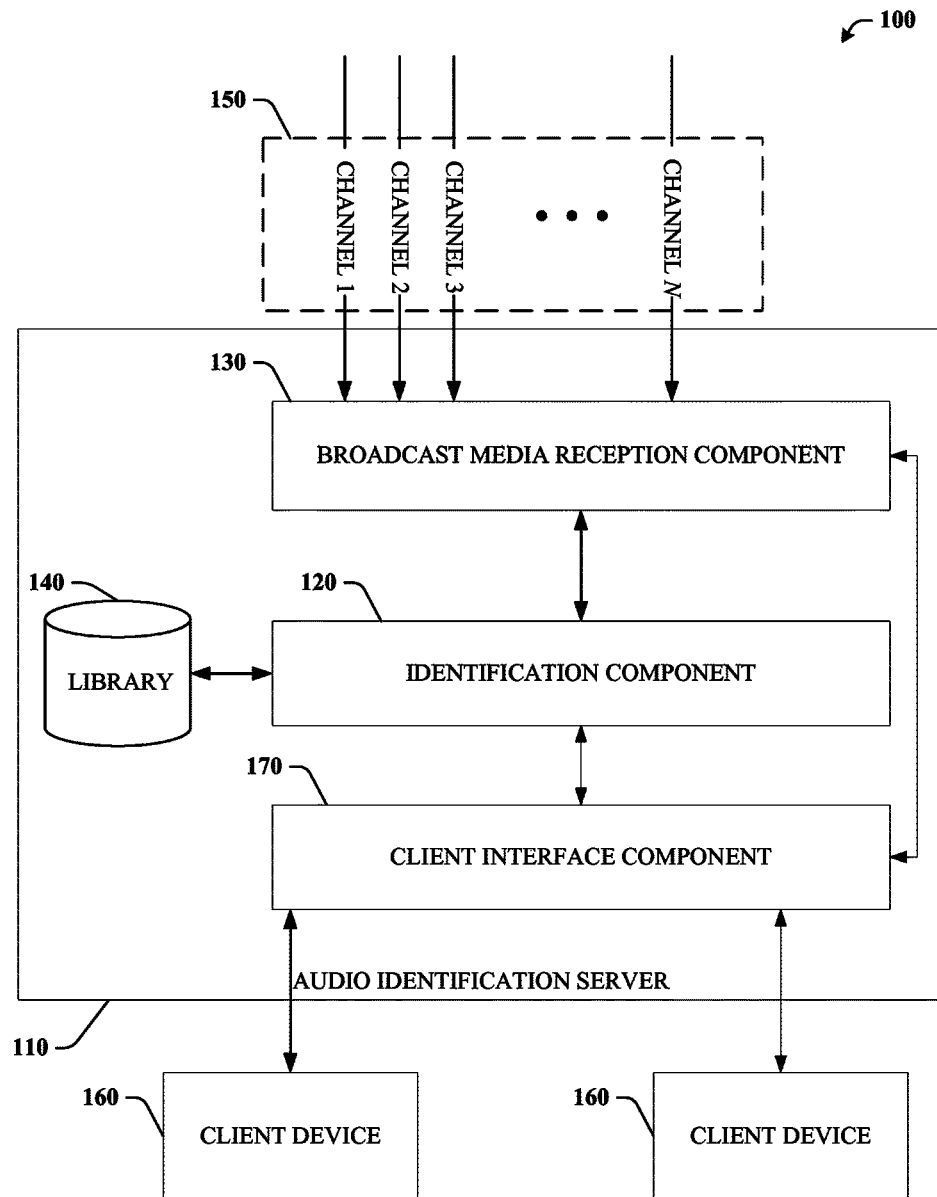 100
150
CHANNEL 1
CHANNEL 2
CHANNEL 3
• • •
CHANNEL N
130
BROADCAST MEDIA RECEPTION COMPONENT
140
120
LIBRARY
IDENTIFICATION COMPONENT
170
CLIENT INTERFACE COMPONENT
AUDIO IDENTIFICATION SERVER
110
160
CLIENT DEVICE
160
CLIENT DEVICE